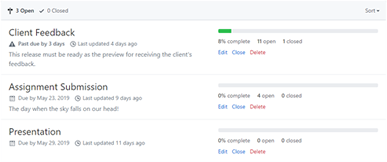 3 Open 0 Closed Sort
Client Feedback
Past due by 3 days Last updated 4 days ago
This release must be ready as the preview for receiving the client's
feedback.
8% complete 11 open 1 closed
Edit Close Delete
Assignment Submission
Due by May 23, 2019 Last updated 9 days ago
The day when the sky falls on our head!
0% complete 4 open 0 closed
Edit Close Delete
Presentation
Due by May 29, 2019 Last updated 11 days ago
0% complete 0 open 0 closed
Edit Close Delete